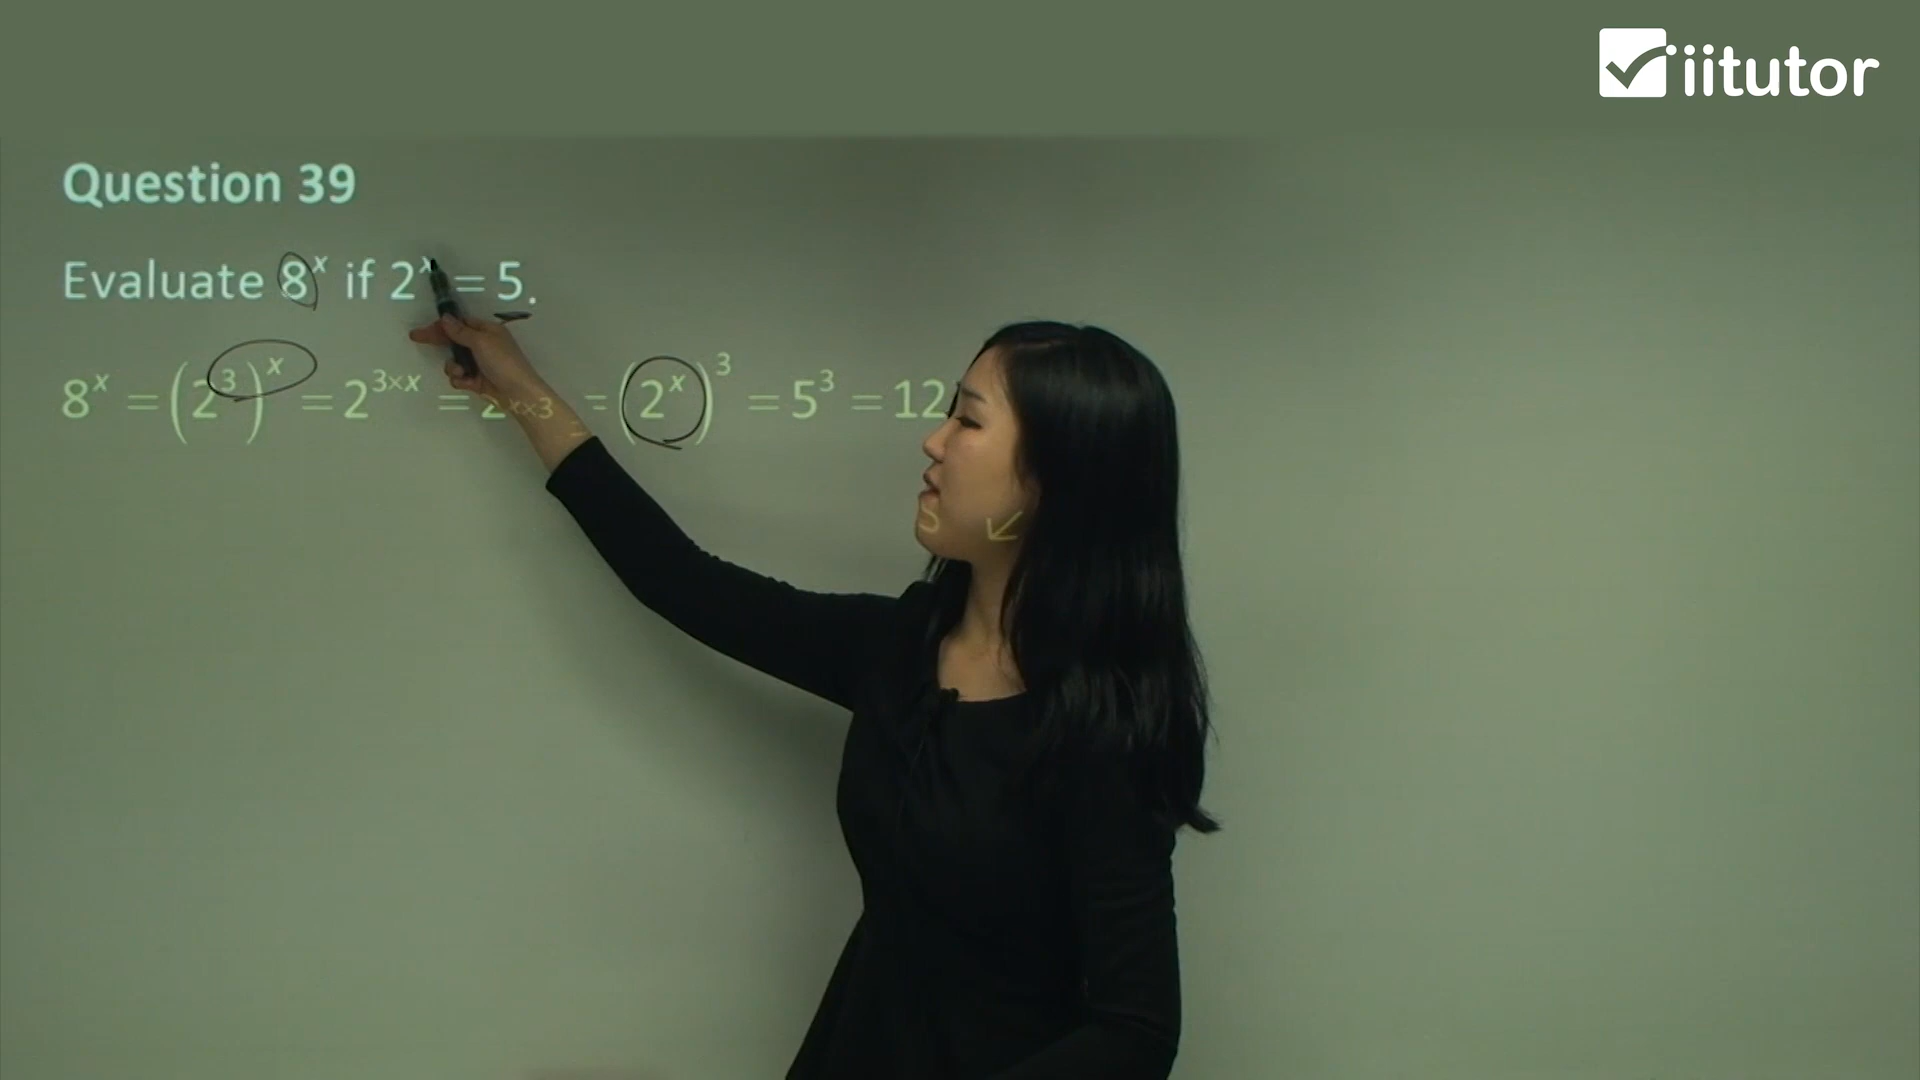 iitutor
Question 39
Evaluate 8ˣ if 2ˣ = 5.
8ˣ = (2³)ˣ = 2³ˣˣ = 2ˣˣ³ = (2ˣ)³ = 5³ = 12